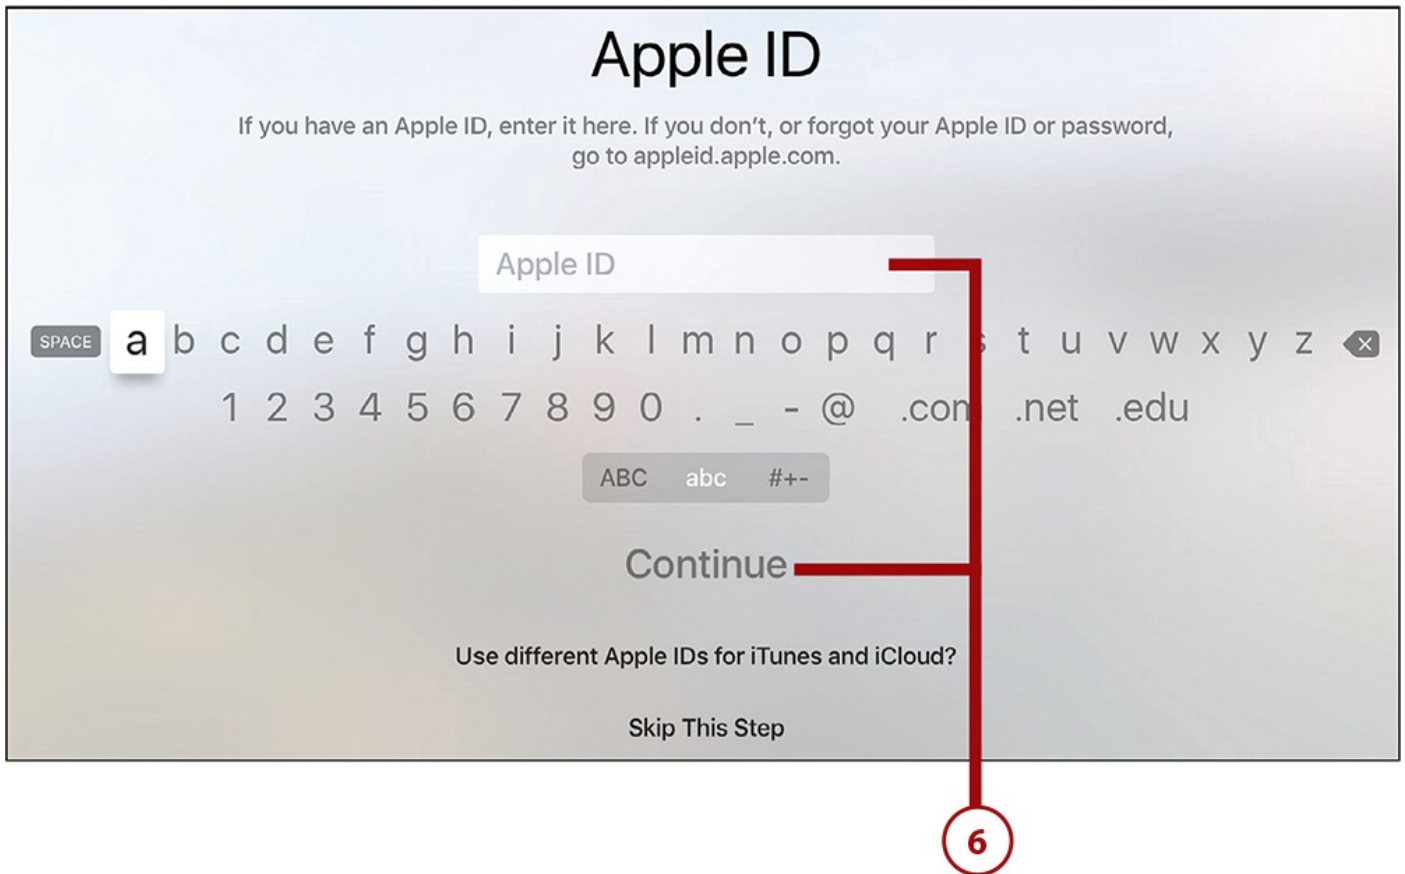 Apple ID
If you have an Apple ID, enter it here. If you don't, or forgot your Apple ID or password,
go to appleid.apple.com.
Apple ID
SPACE a b c d e f g h i j k l m n o p q r s t u v w x y z
1 2 3 4 5 6 7 8 9 0 . _ - @ .com .net .edu
ABC abc #+-
Continue
Use different Apple IDs for iTunes and iCloud?
Skip This Step
6